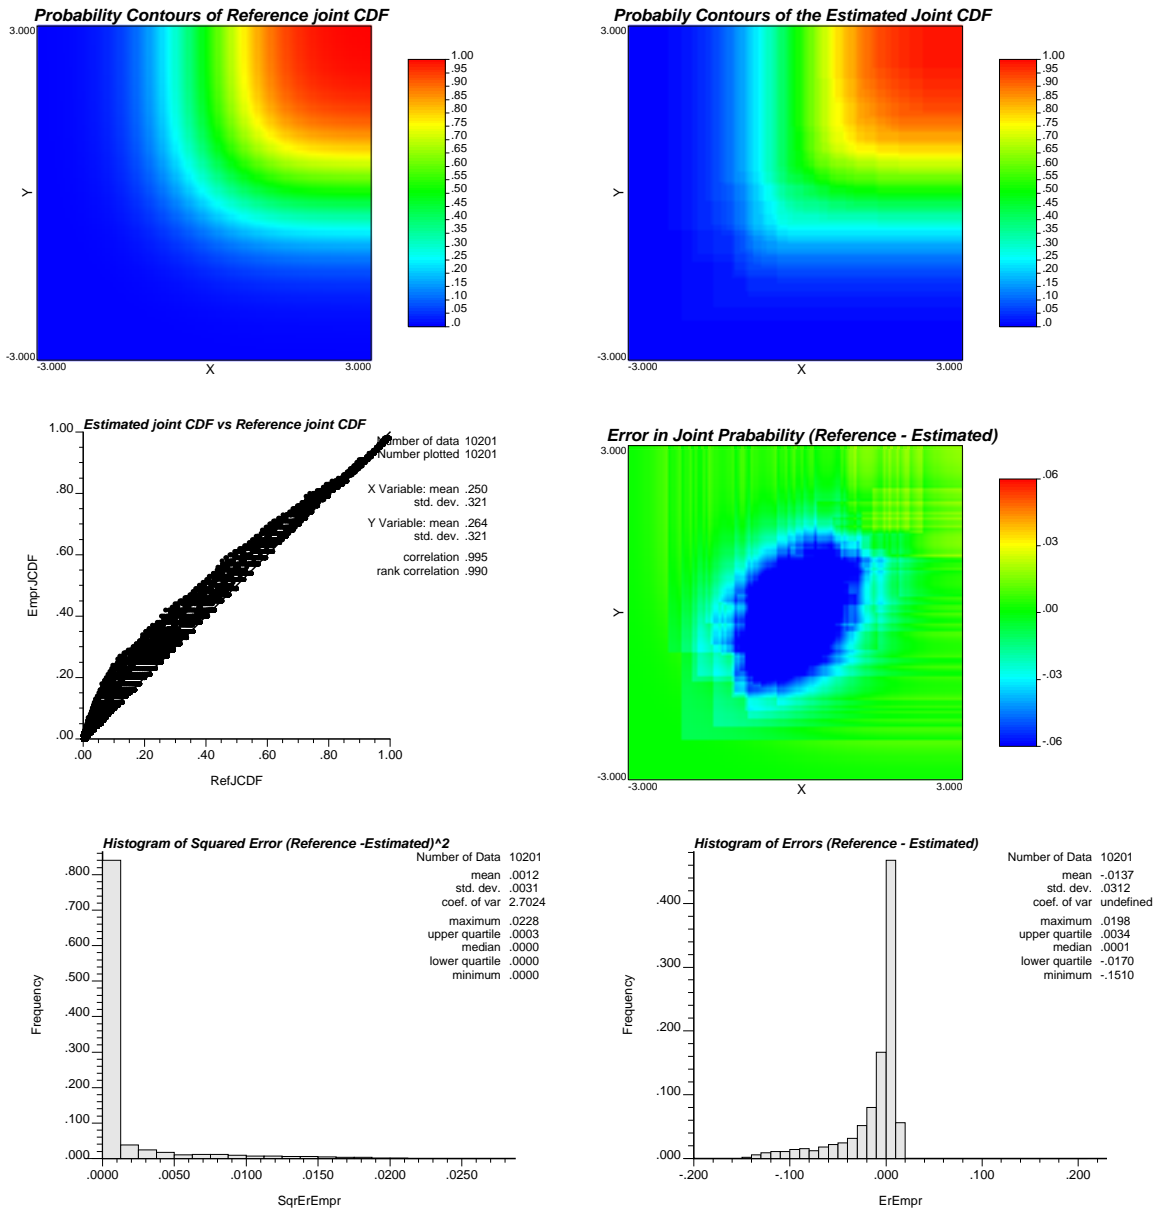 Probability Contours of Reference joint CDF
3.000
Y
-3.000
-3.000
X
3.000
1.00
.95
.90
.85
.80
.75
.70
.65
.60
.55
.50
.45
.40
.35
.30
.25
.20
.15
.10
.05
.0
Probabily Contours of the Estimated Joint CDF
3.000
Y
-3.000
-3.000
X
3.000
1.00
.95
.90
.85
.80
.75
.70
.65
.60
.55
.50
.45
.40
.35
.30
.25
.20
.15
.10
.05
.0
Estimated joint CDF vs Reference joint CDF
Number of data 10201
Number plotted 10201
X Variable: mean .250
std. dev. .321
Y Variable: mean .264
std. dev. .321
correlation .995
rank correlation .990
EmprJCDF
1.00
.80
.60
.40
.20
.00
.00 .20 .40 .60 .80 1.00
RefJCDF
Error in Joint Prabability (Reference - Estimated)
3.000
Y
-3.000
-3.000
X
3.000
.06
.03
.00
-.03
-.06
Histogram of Squared Error (Reference -Estimated)^2
Number of Data 10201
mean .0012
std. dev. .0031
coef. of var 2.7024
maximum .0228
upper quartile .0003
median .0000
lower quartile .0000
minimum .0000
Frequency
.800
.700
.600
.500
.400
.300
.200
.100
.000
.0000 .0050 .0100 .0150 .0200 .0250
SqrErEmpr
Histogram of Errors (Reference - Estimated)
Number of Data 10201
mean -.0137
std. dev. .0312
coef. of var undefined
maximum .0198
upper quartile .0034
median .0001
lower quartile -.0170
minimum -.1510
Frequency
.400
.300
.200
.100
.000
-.200 -.100 .000 .100 .200
ErEmpr